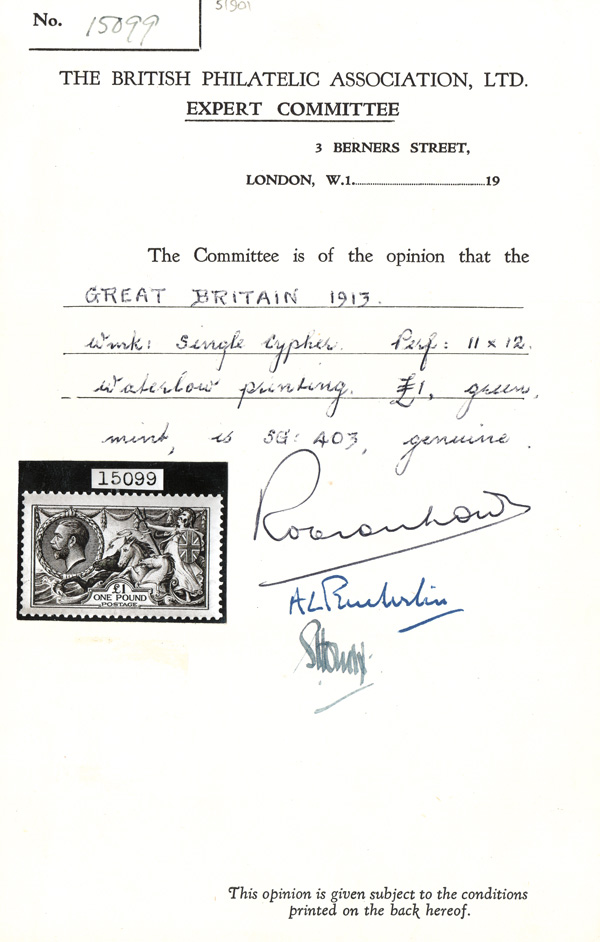 No. 15099
51901
THE BRITISH PHILATELIC ASSOCIATION, LTD.
EXPERT COMMITTEE
3 BERNERS STREET,
LONDON, W.1.......................................19
The Committee is of the opinion that the
GREAT BRITAIN 1913.
Wmk: Single Cypher. Perf: 11 x 12.
Waterlow printing. £1, green,
mint, is SG: 403, genuine.
15099
£1
ONE POUND
POSTAGE
This opinion is given subject to the conditions
printed on the back hereof.